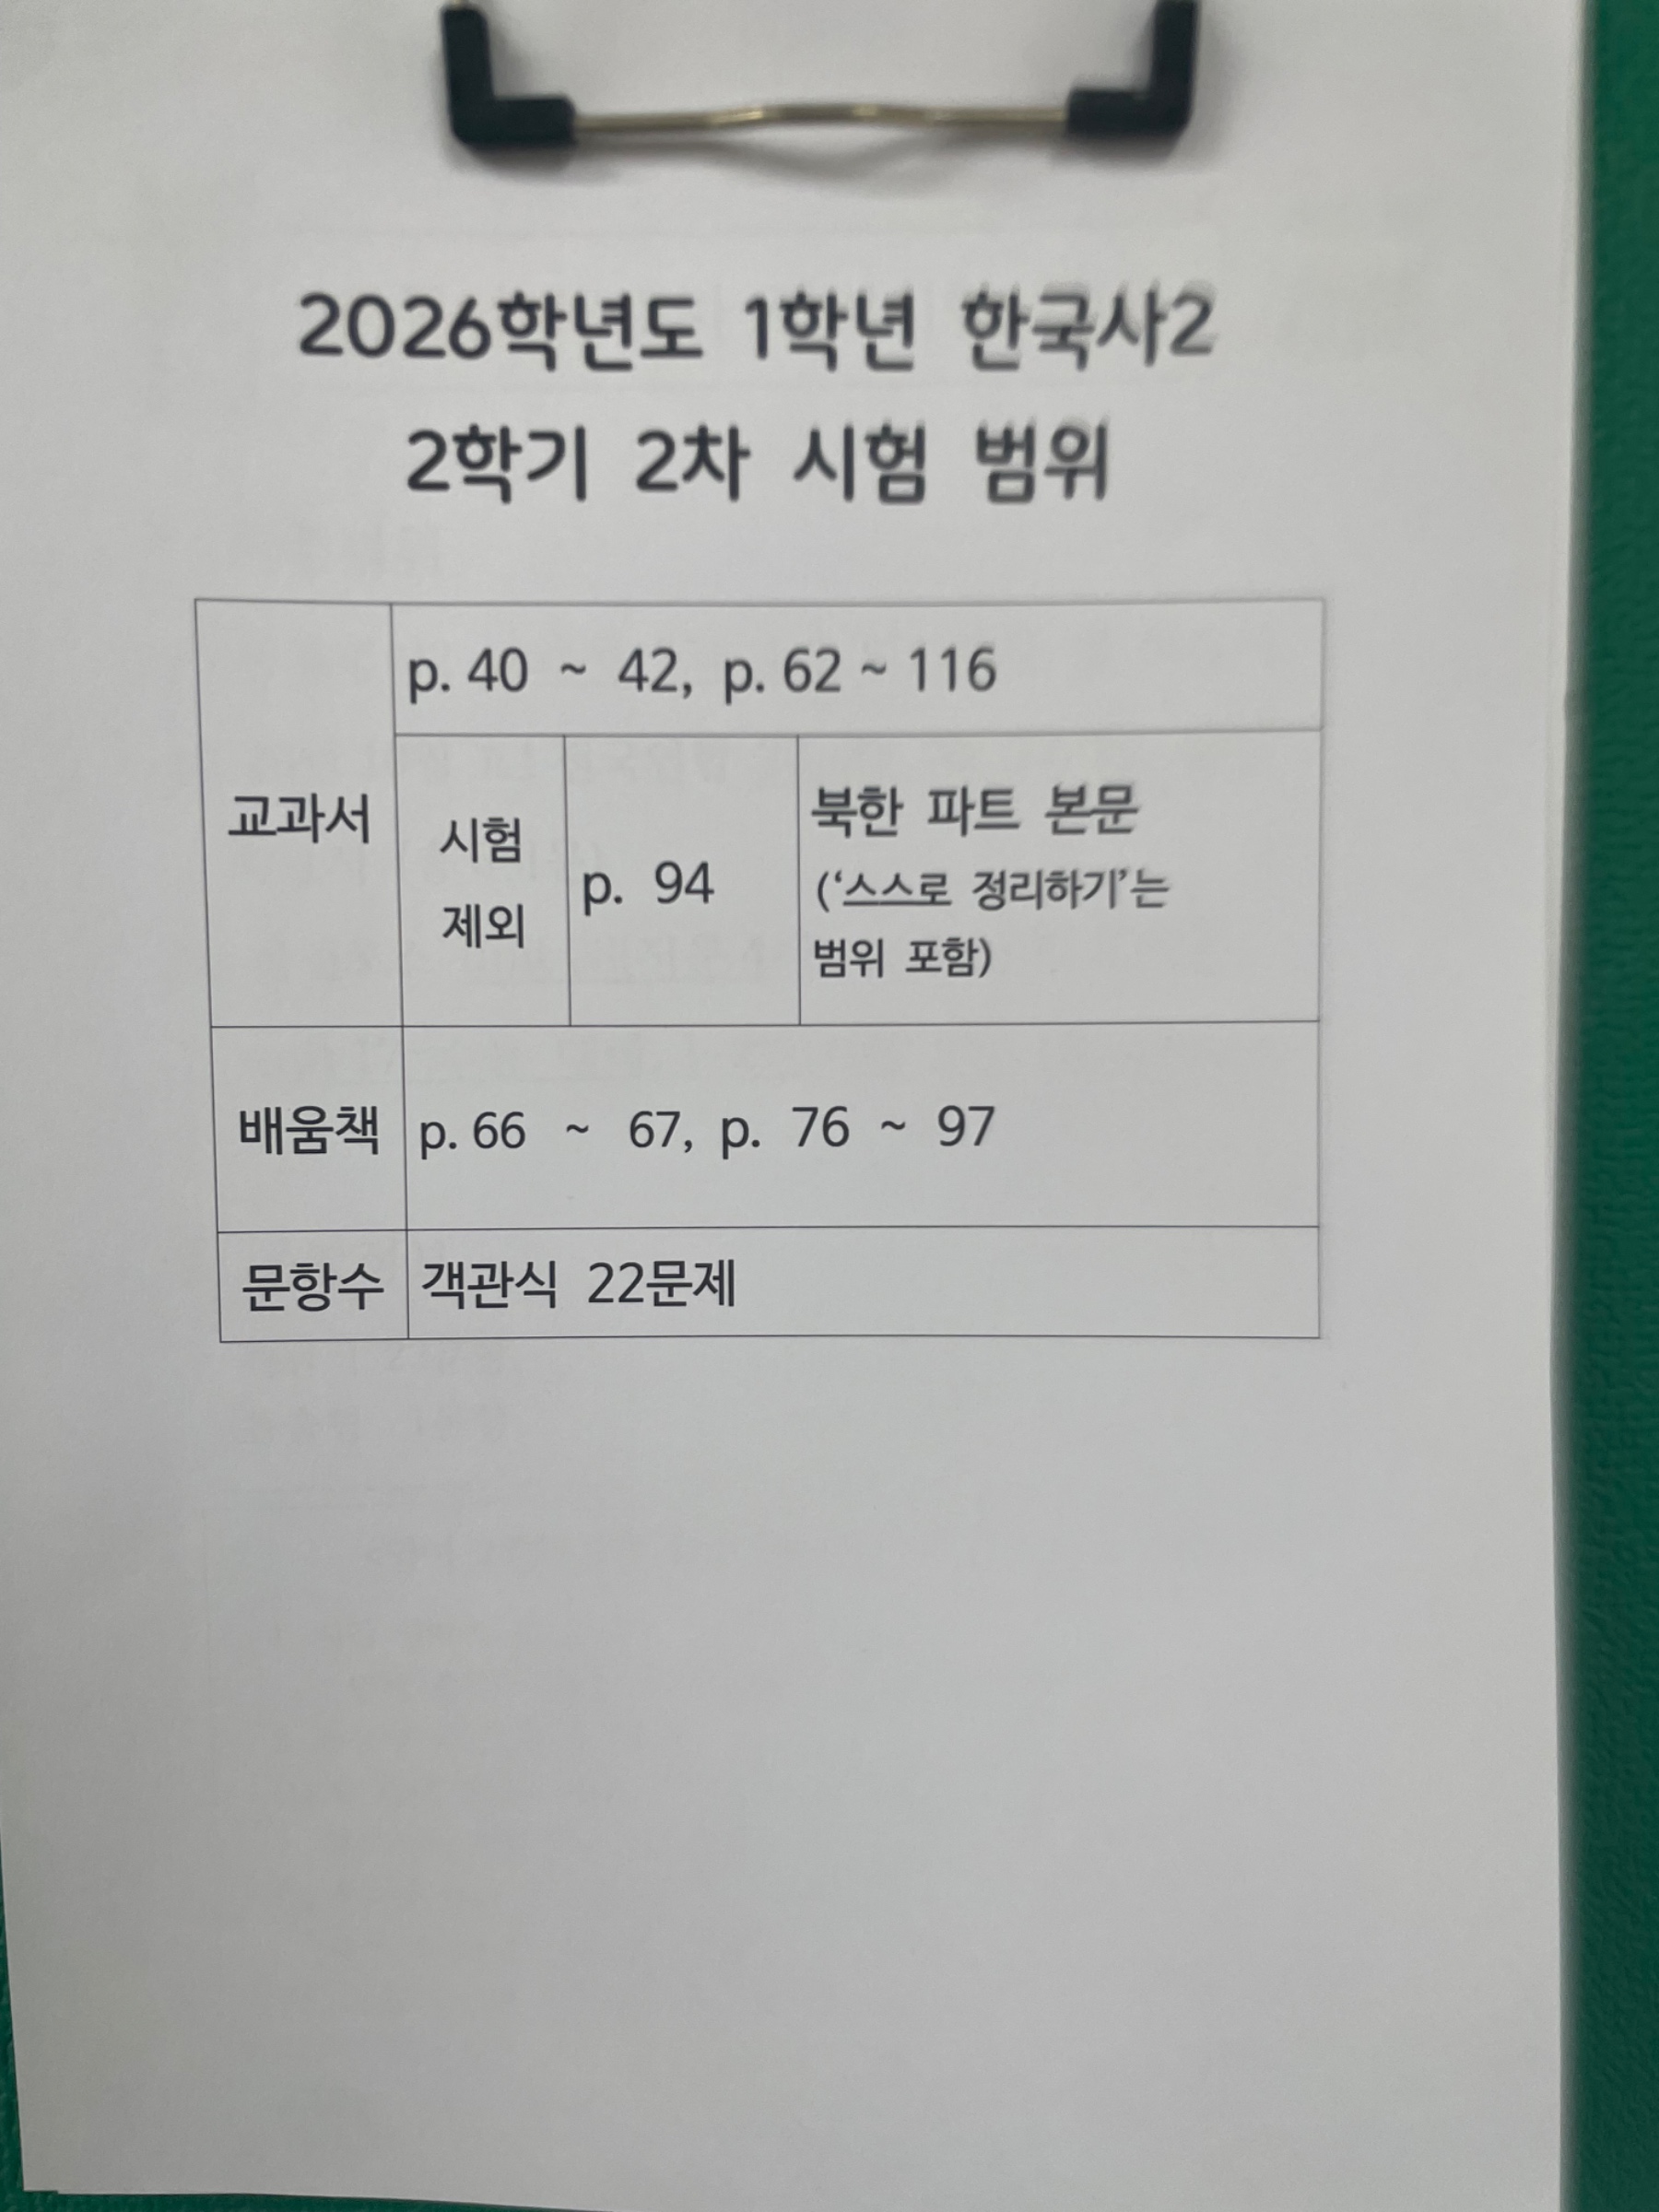 2026학년도 1학년 한국사2
2학기 2차 시험 범위
교과서
p. 40 ~ 42, p. 62 ~ 116
시험
제외
p. 94
북한 파트 본문
(‘스스로 정리하기’는
범위 포함)
배움책
p. 66 ~ 67, p. 76 ~ 97
문항수
객관식 22문제